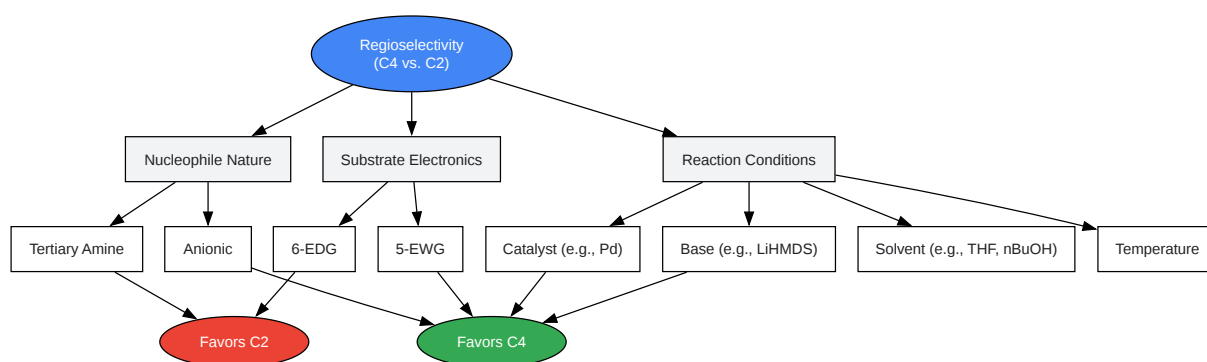 Regioselectivity
(C4 vs. C2)
Nucleophile Nature
Substrate Electronics
Reaction Conditions
Tertiary Amine
Anionic
6-EDG
5-EWG
Catalyst (e.g., Pd)
Base (e.g., LiHMDS)
Solvent (e.g., THF, nBuOH)
Temperature
Favors C2
Favors C4